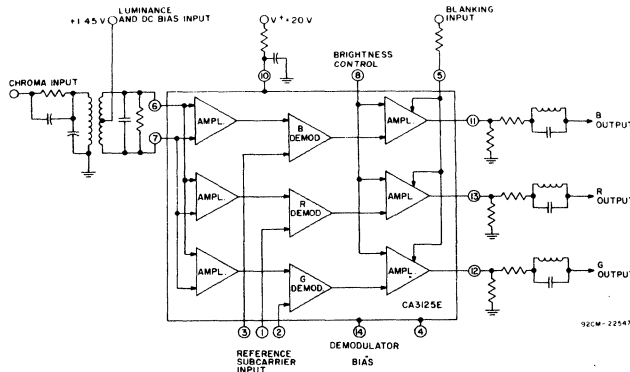 LUMINANCE
AND DC BIAS INPUT
+1.45 V
V+ = +20V
BLANKING
INPUT
BRIGHTNESS
CONTROL
CHROMA INPUT
10
8
5
6
7
AMPL.
B
DEMOD
AMPL.
11
B
OUTPUT
AMPL.
R
DEMOD
AMPL.
13
R
OUTPUT
AMPL.
G
DEMOD
AMPL.
12
G
OUTPUT
CA3125E
3
1
2
14
4
92CM-22547
REFERENCE
SUBCARRIER
INPUT
DEMODULATOR
BIAS